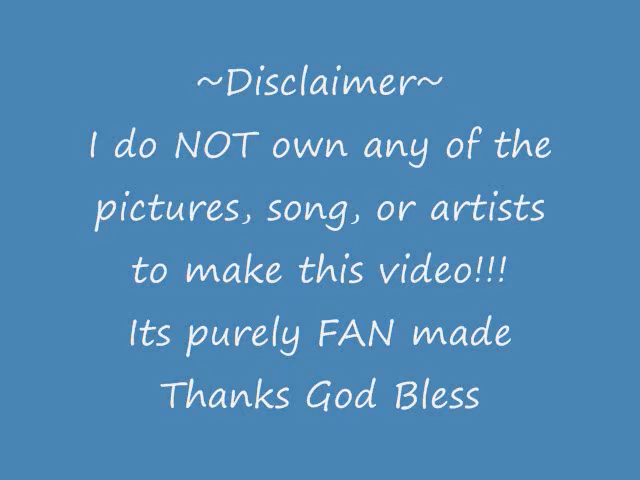 ~Disclaimer~
I do NOT own any of the
pictures, song, or artists
to make this video!!!
Its purely FAN made
Thanks God Bless